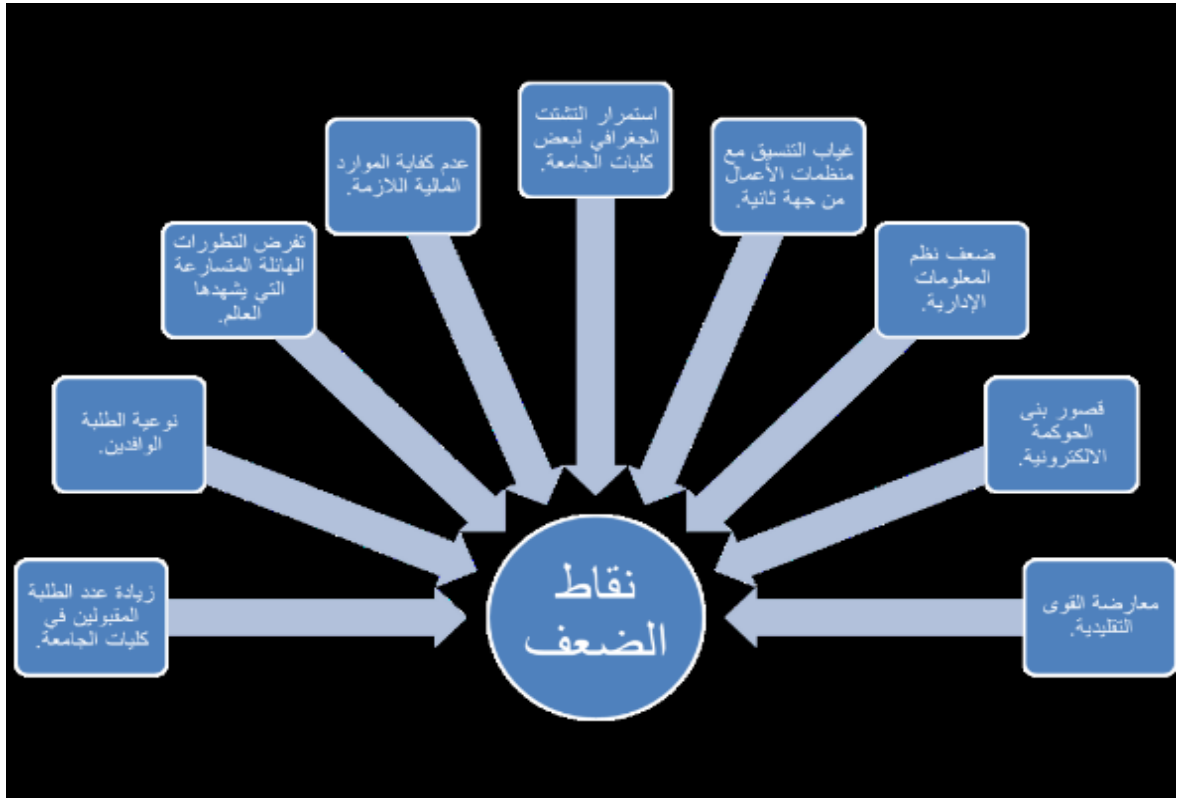 استمرار التشتت
الجغرافي لبعض
كليات الجامعة.
غياب التنسيق مع
منظمات الأعمال
من جهة ثانية.
عدم كفاية الموارد
المالية اللازمة.
ضعف نظم
المعلومات
الإدارية.
تفرض التطورات
الهائلة المتسارعة
التي يشهدها
العالم.
قصور بنى
الحوكمة
الالكترونية.
نوعية الطلبة
الوافدين.
معارضة القوى
التقليدية.
زيادة عدد الطلبة
المقبولين في
كليات الجامعة.
نقاط
الضعف